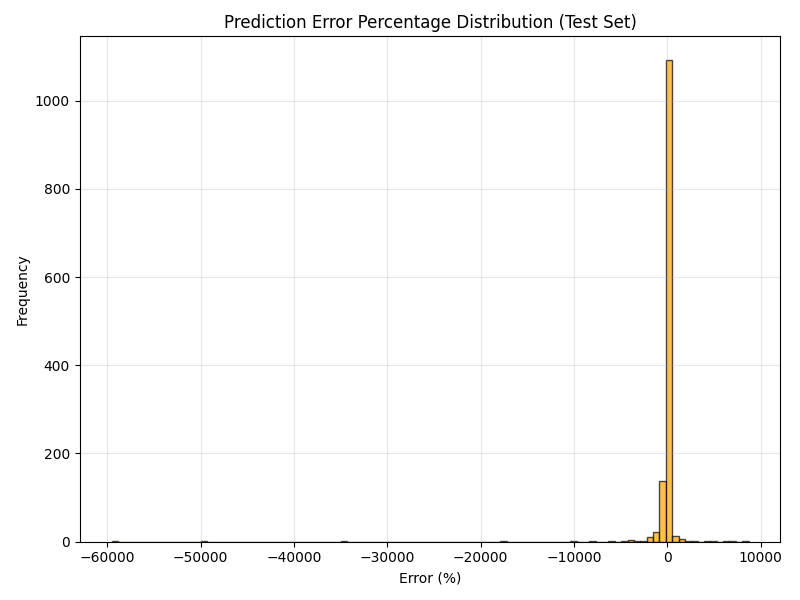 Prediction Error Percentage Distribution (Test Set)
1000
800
600
400
200
0
Frequency
−60000 −50000 −40000 −30000 −20000 −10000 0 10000
Error (%)